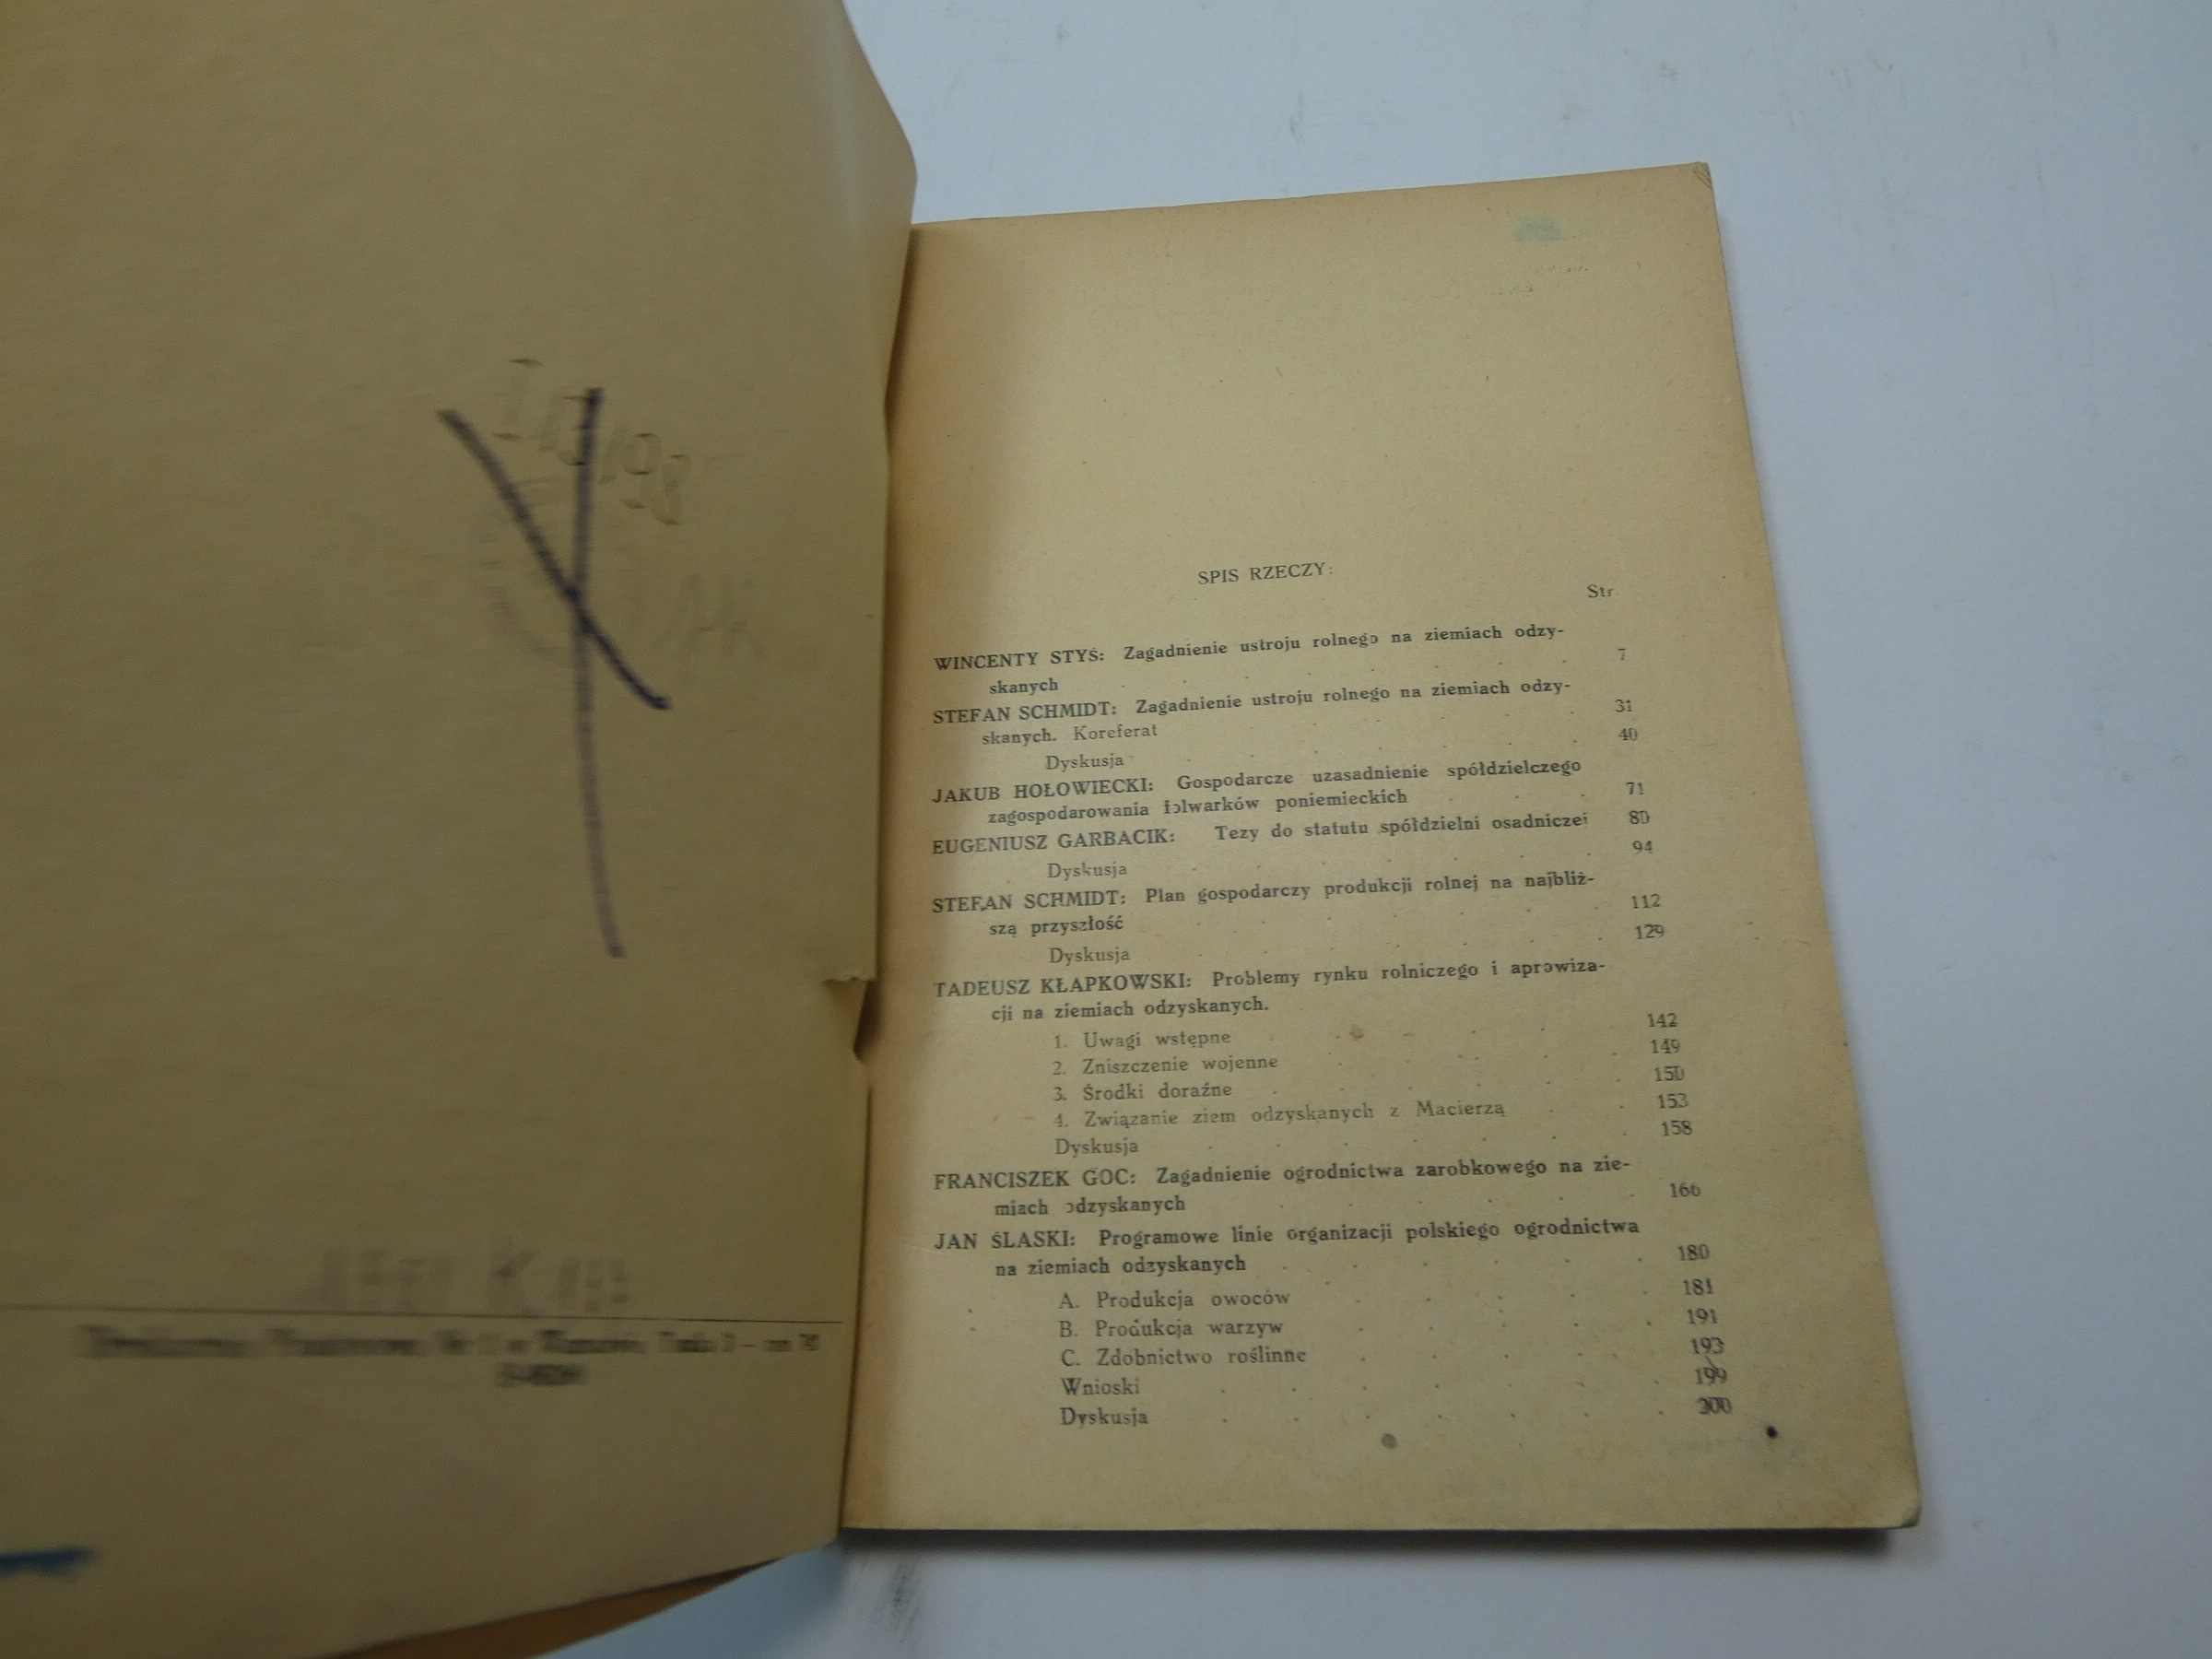 SPIS RZECZY:
Str.
WINCENTY STYŚ: Zagadnienie ustroju rolnego na ziemiach odzy-
skanych 7
STEFAN SCHMIDT: Zagadnienie ustroju rolnego na ziemiach odzy-
skanych. Koreferat 31
Dyskusja 40
JAKUB HOŁOWIECKI: Gospodarcze uzasadnienie spółdzielczego
zagospodarowania folwarków poniemieckich 71
EUGENIUSZ GARBACIK: Tezy do statutu spółdzielni osadniczej 80
Dyskusja 94
STEFAN SCHMIDT: Plan gospodarczy produkcji rolnej na najbliż-
szą przyszłość 112
Dyskusja 129
TADEUSZ KŁAPKOWSKI: Problemy rynku rolniczego i aprowiza-
cji na ziemiach odzyskanych.
1. Uwagi wstępne 142
2. Zniszczenie wojenne 149
3. Środki doraźne 150
4. Związanie ziem odzyskanych z Macierzą 153
Dyskusja 158
FRANCISZEK GOC: Zagadnienie ogrodnictwa zarobkowego na zie-
miach odzyskanych 166
JAN ŚLASKI: Programowe linie organizacji polskiego ogrodnictwa
na ziemiach odzyskanych 180
A. Produkcja owoców 181
B. Produkcja warzyw 191
C. Zdobnictwo roślinne 193
Wnioski 199
Dyskusja 200